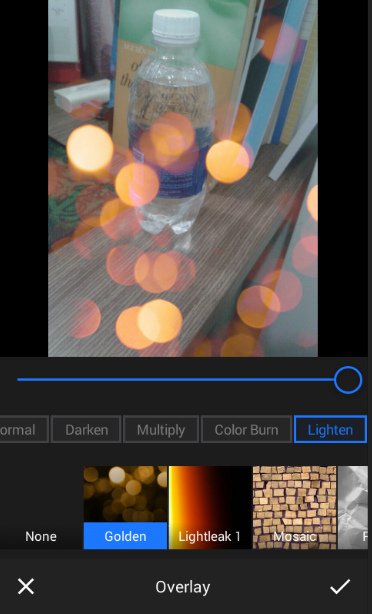 ormal
Darken
Multiply
Color Burn
Lighten
None
Golden
Lightleak 1
Mosaic
Overlay